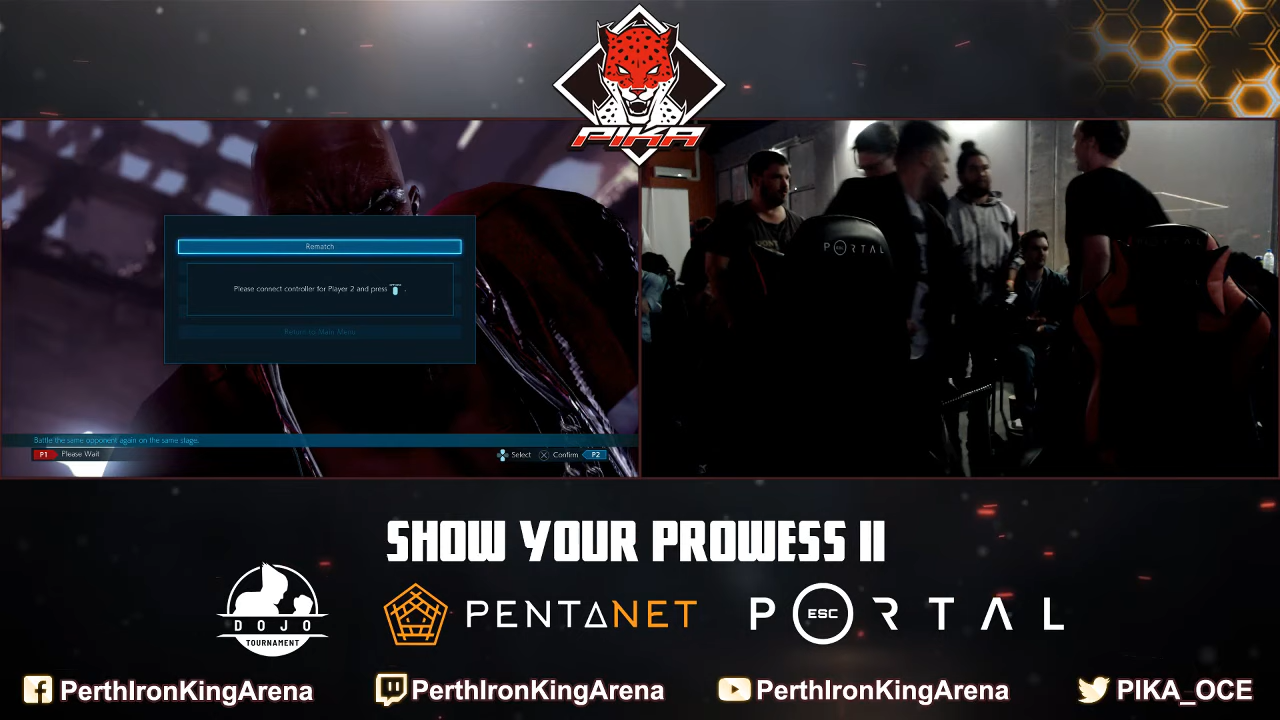 PIKA
Rematch
Please connect controller for Player 2 and press
Return to Main Menu
Battle the same opponent again on the same stage.
P1 Please Wait
Select Confirm P2
PORTAL
SHOW YOUR PROWESS II
DOJO
TOURNAMENT
PENTANET
PORTAL
ESC
PerthIronKingArena
PerthIronKingArena
PerthIronKingArena
PIKA_OCE